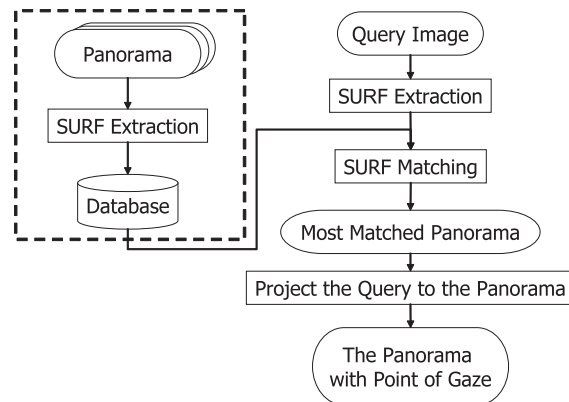 Panorama
SURF Extraction
Database
Query Image
SURF Extraction
SURF Matching
Most Matched Panorama
Project the Query to the Panorama
The Panorama
with Point of Gaze